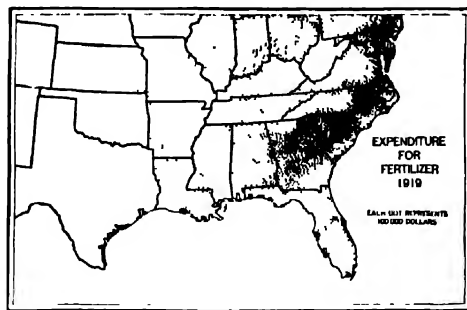 EXPENDITURE
FOR
FERTILIZER
1919
EACH DOT REPRESENTS
100 000 DOLLARS